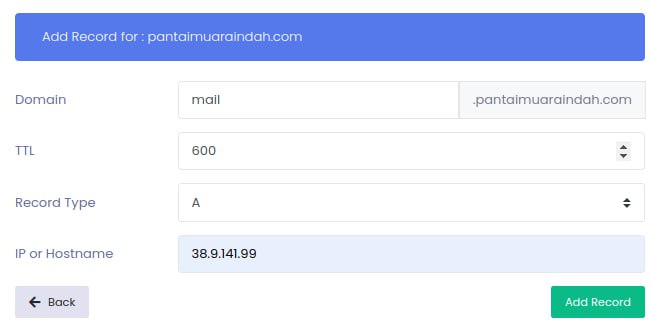 Add Record for : pantaimuaraindah.com
Domain mail .pantaimuaraindah.com
TTL 600
Record Type A
IP or Hostname 38.9.141.99
Back Add Record